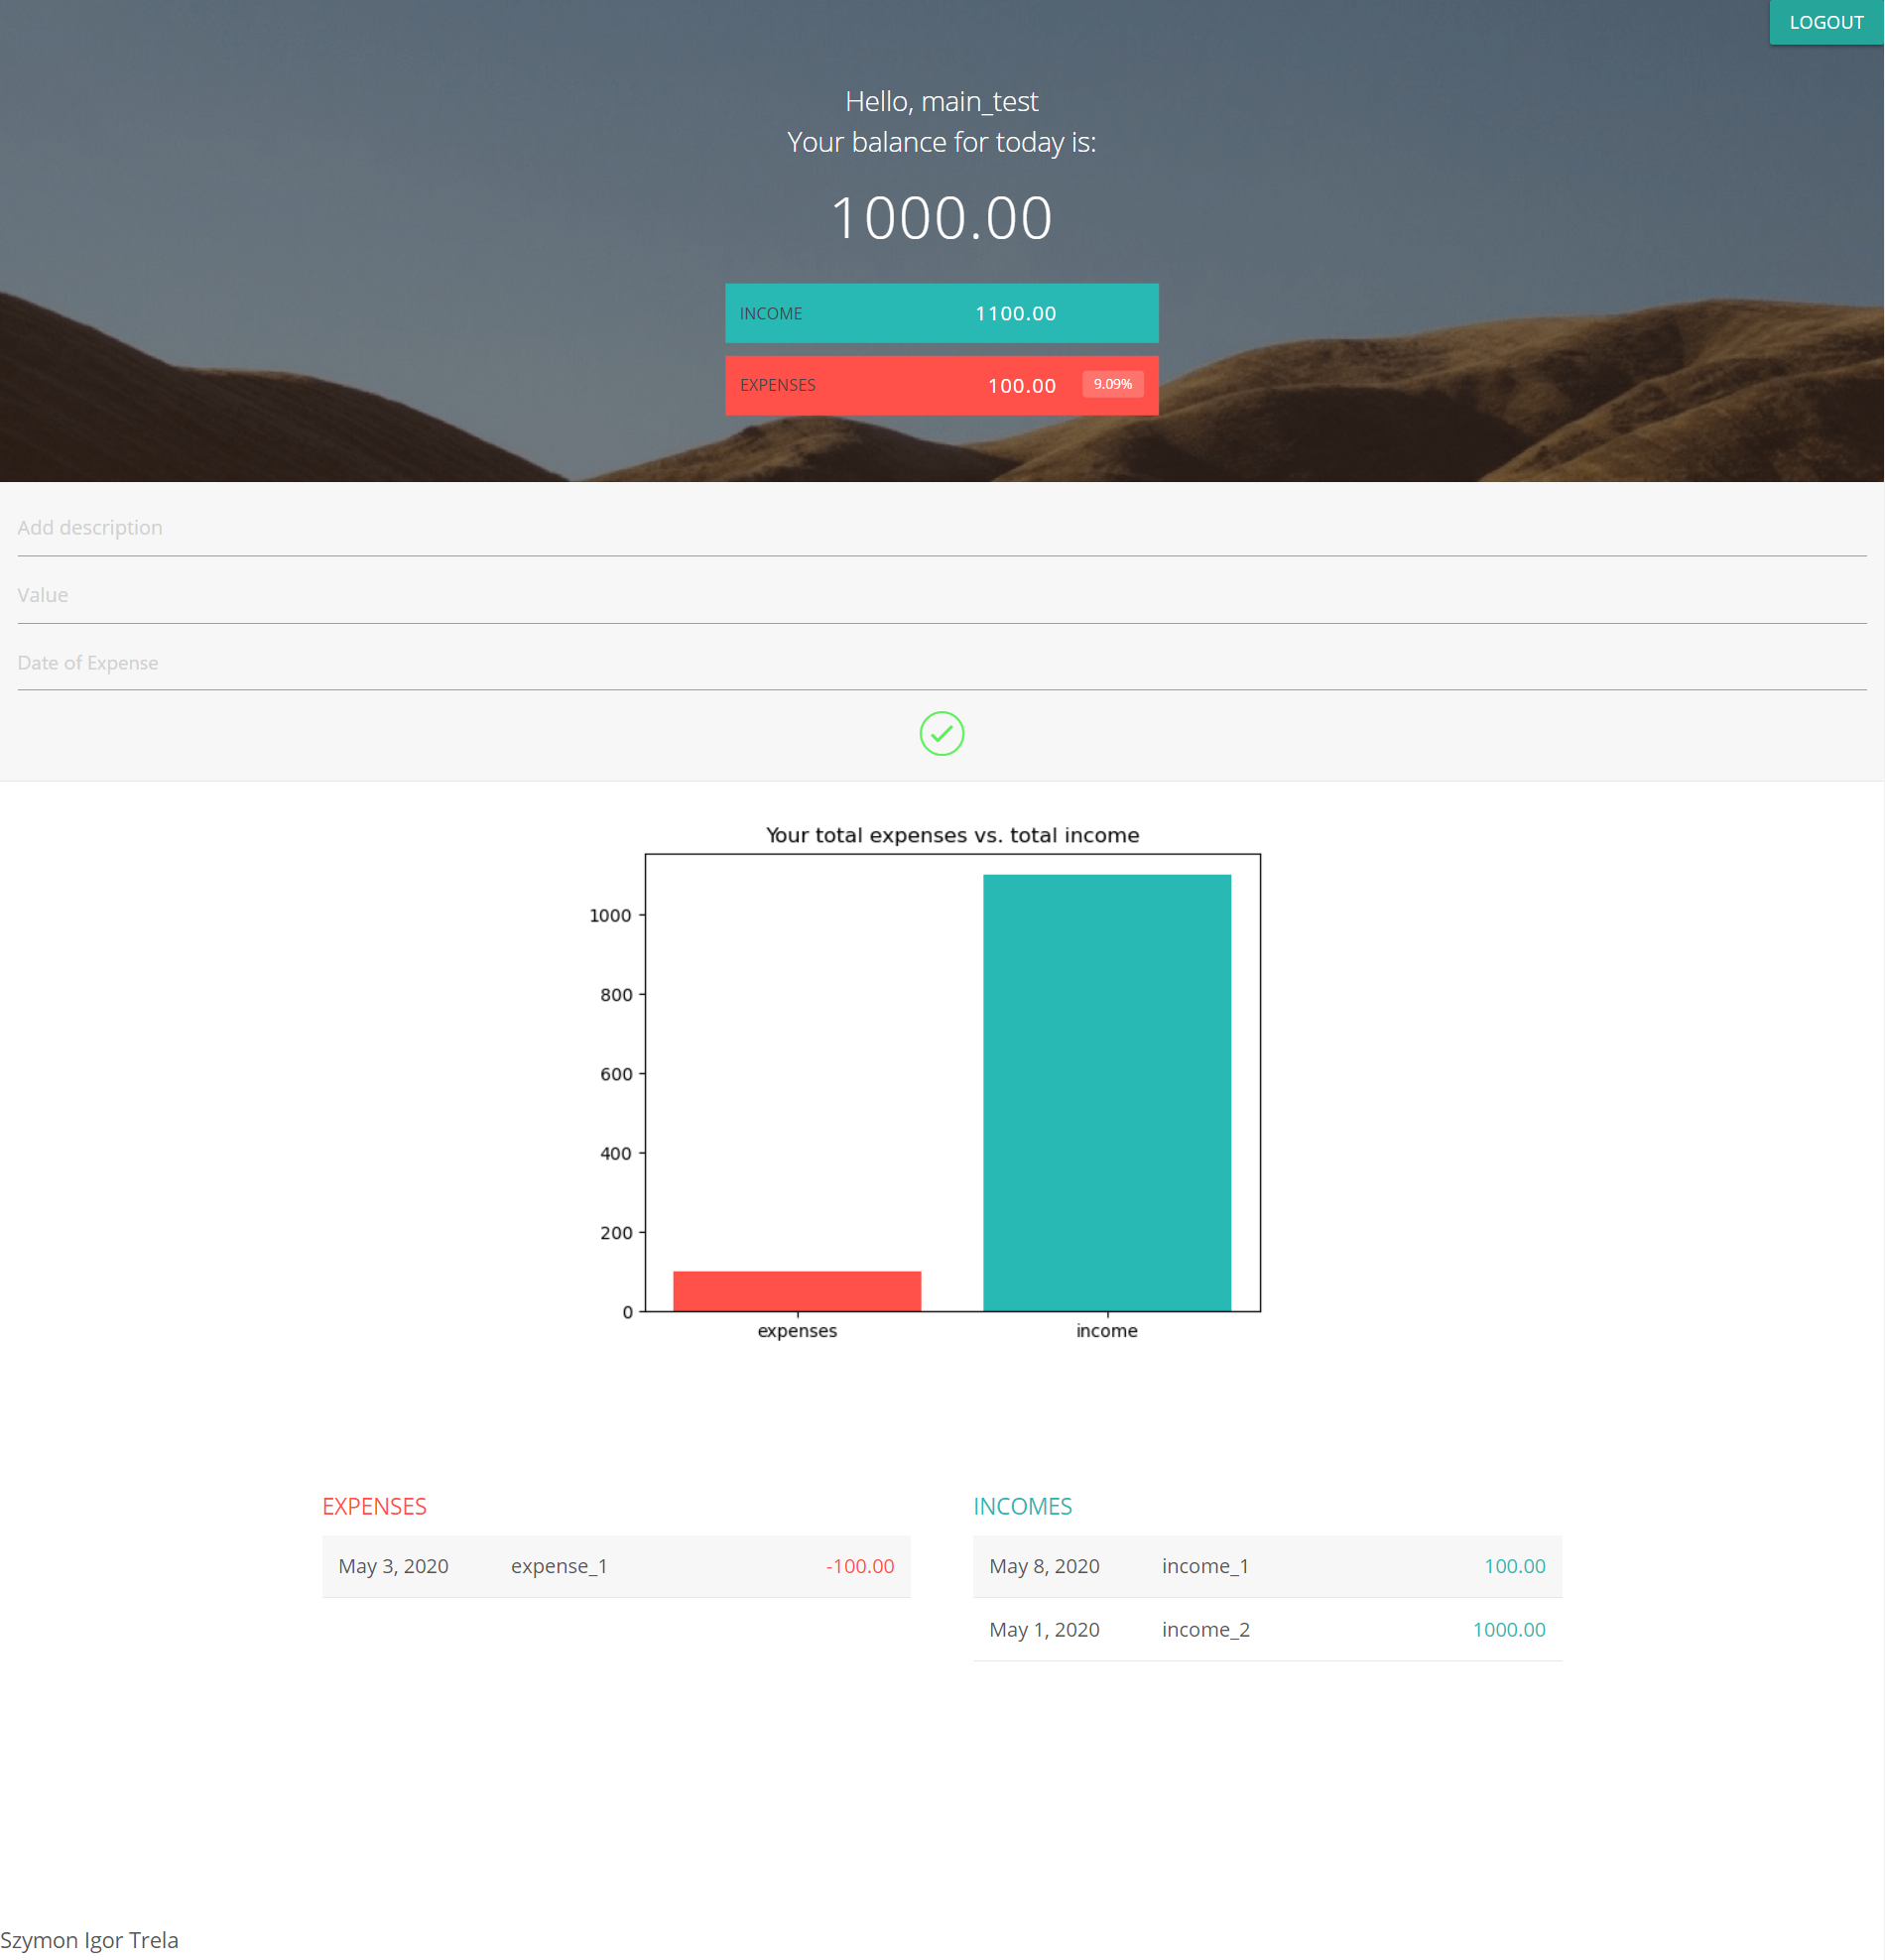 LOGOUT
Hello, main_test
Your balance for today is:
1000.00
INCOME 1100.00
EXPENSES 100.00 9.09%
Add description
Value
Date of Expense
Your total expenses vs. total income
1000
800
600
400
200
0
expenses income
EXPENSES
May 3, 2020 expense_1 -100.00
INCOMES
May 8, 2020 income_1 100.00
May 1, 2020 income_2 1000.00
Szymon Igor Trela